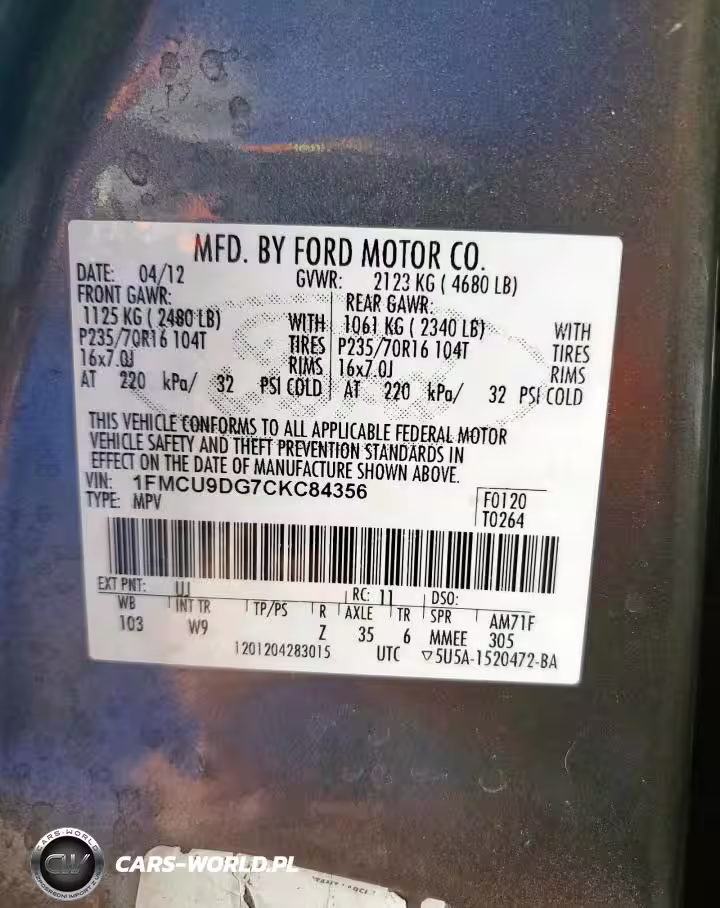 MFD. BY FORD MOTOR CO.
DATE: 04/12 GVWR: 2123 KG ( 4680 LB)
FRONT GAWR: REAR GAWR:
1125 KG ( 2480 LB) WITH 1061 KG ( 2340 LB) WITH
P235/70R16 104T TIRES P235/70R16 104T TIRES
16x7.0J RIMS 16x7.0J RIMS
AT 220 kPa/ 32 PSI COLD AT 220 kPa/ 32 PSI COLD
THIS VEHICLE CONFORMS TO ALL APPLICABLE FEDERAL MOTOR
VEHICLE SAFETY AND THEFT PREVENTION STANDARDS IN
EFFECT ON THE DATE OF MANUFACTURE SHOWN ABOVE.
VIN: 1FMCU9DG7CKC84356
TYPE: MPV F0120
T0264
EXT PNT: UJ RC: 11 DSO:
WB INT TR TP/PS R AXLE TR SPR AM71F
103 W9 Z 35 6 MMEE 305
1201204283015 UTC ▽5U5A-1520472-BA
CARS-WORLD
CW
CARS-WORLD.PL